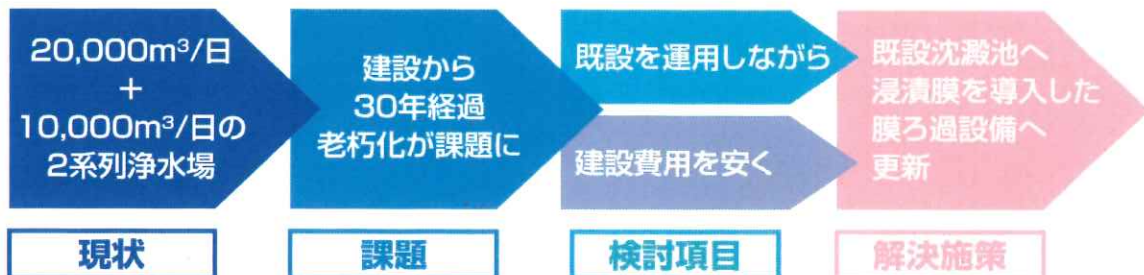 20,000m³/日
+
10,000m³/日の
2系列浄水場
建設から
30年経過
老朽化が課題に
既設を運用しながら
建設費用を安く
既設沈澱池へ
浸漬膜を導入した
膜ろ過設備へ
更新
現状
課題
検討項目
解決施策